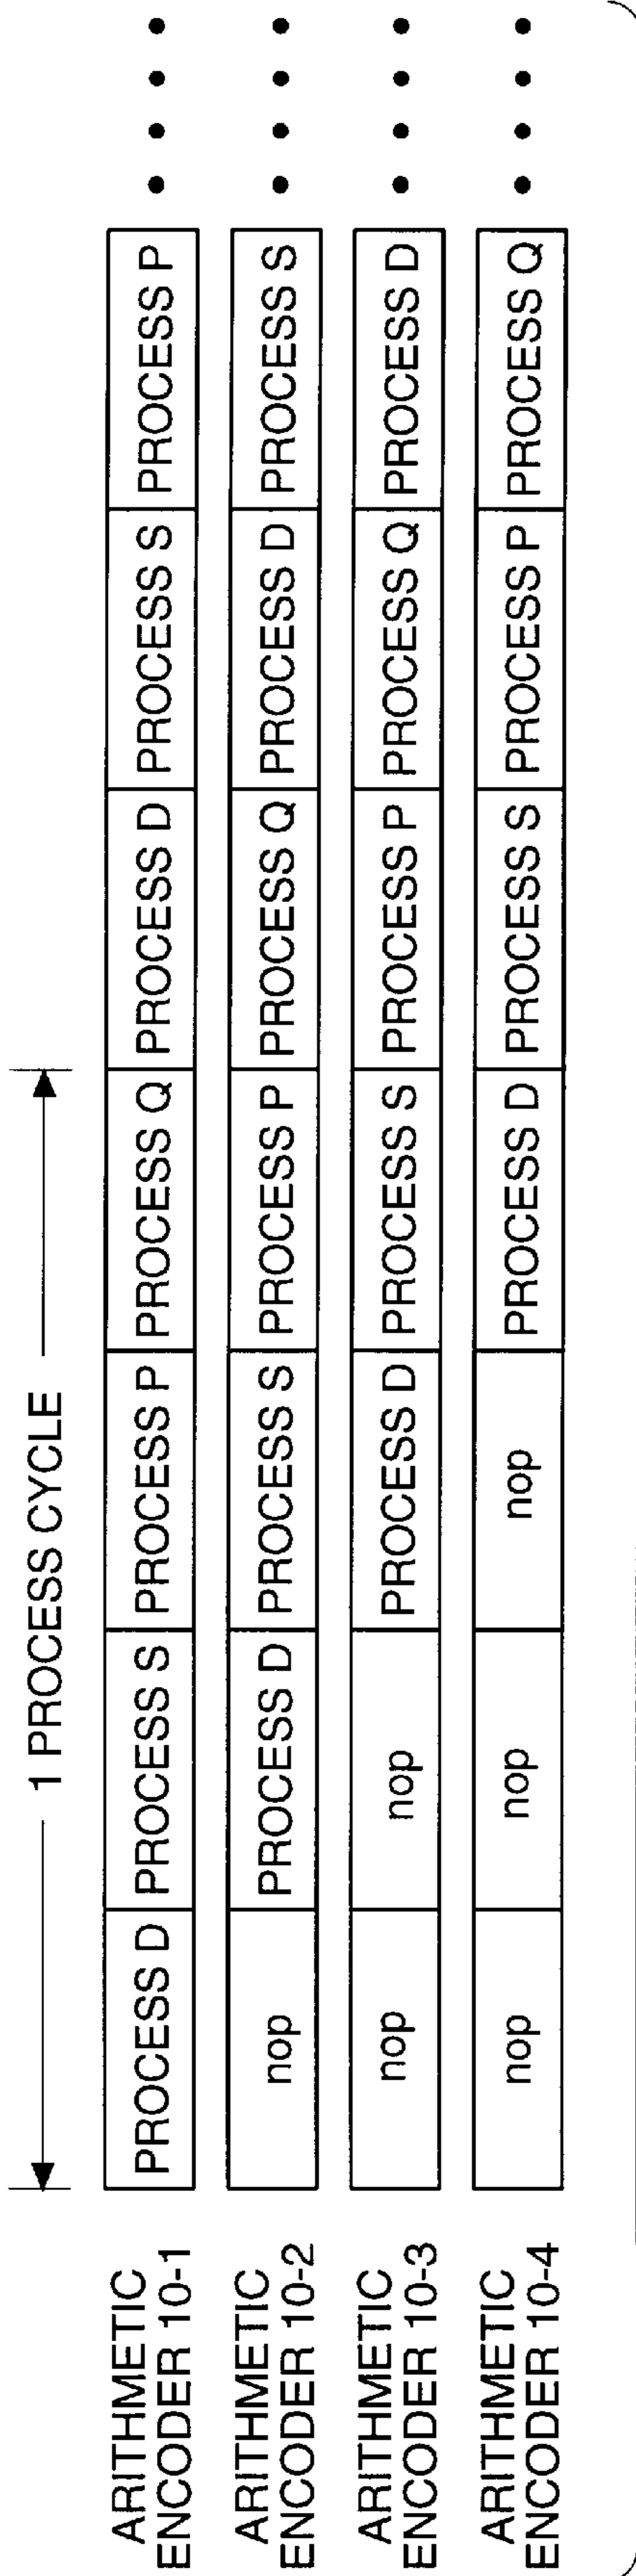 1 PROCESS CYCLE
ARITHMETIC
ENCODER 10-1
PROCESS D PROCESS S PROCESS P PROCESS Q PROCESS D PROCESS S PROCESS P
ARITHMETIC
ENCODER 10-2
nop PROCESS D PROCESS S PROCESS P PROCESS Q PROCESS D PROCESS S
ARITHMETIC
ENCODER 10-3
nop nop PROCESS D PROCESS S PROCESS P PROCESS Q PROCESS D
ARITHMETIC
ENCODER 10-4
nop nop nop PROCESS D PROCESS S PROCESS P PROCESS Q